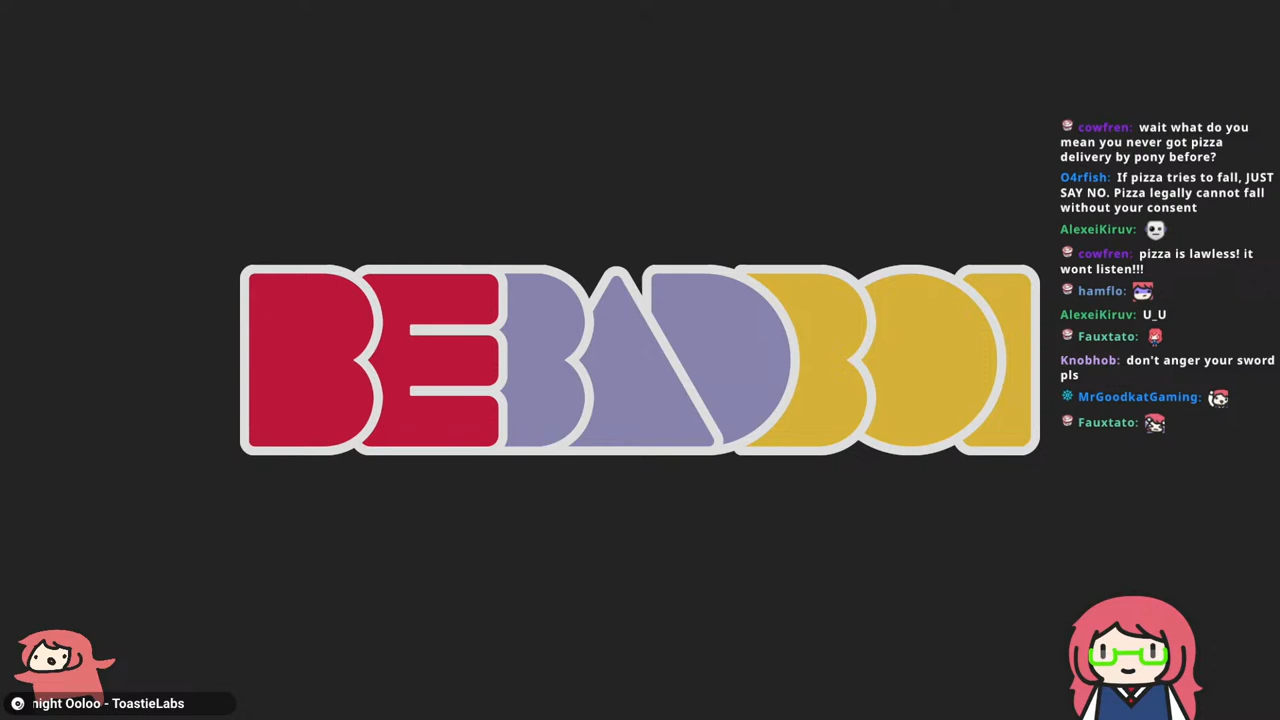 BEBADBOI
cowfren: wait what do you
mean you never got pizza
delivery by pony before?
O4rfish: If pizza tries to fall, JUST
SAY NO. Pizza legally cannot fall
without your consent
AlexeiKiruv:
cowfren: pizza is lawless! it
wont listen!!!
hamflo:
AlexeiKiruv: U_U
Fauxtato:
Knobhob: don't anger your sword
pls
MrGoodkatGaming:
Fauxtato:
night Ooloo - ToastieLabs